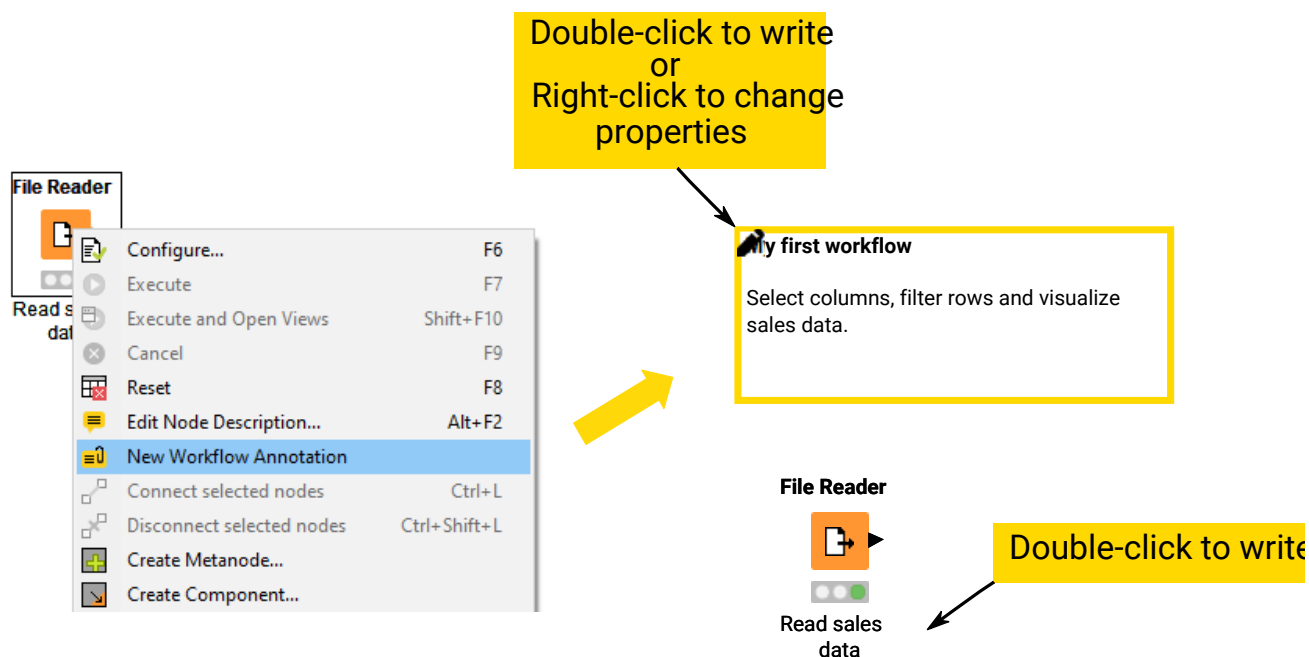 Double-click to write
or
Right-click to change
properties
File Reader
Configure... F6
Execute F7
Read s
Execute and Open Views Shift+F10
dat
Cancel F9
Reset F8
Edit Node Description... Alt+F2
New Workflow Annotation
Connect selected nodes Ctrl+L
Disconnect selected nodes Ctrl+Shift+L
Create Metanode...
Create Component...
My first workflow
Select columns, filter rows and visualize
sales data.
File Reader
Double-click to write
Read sales
data